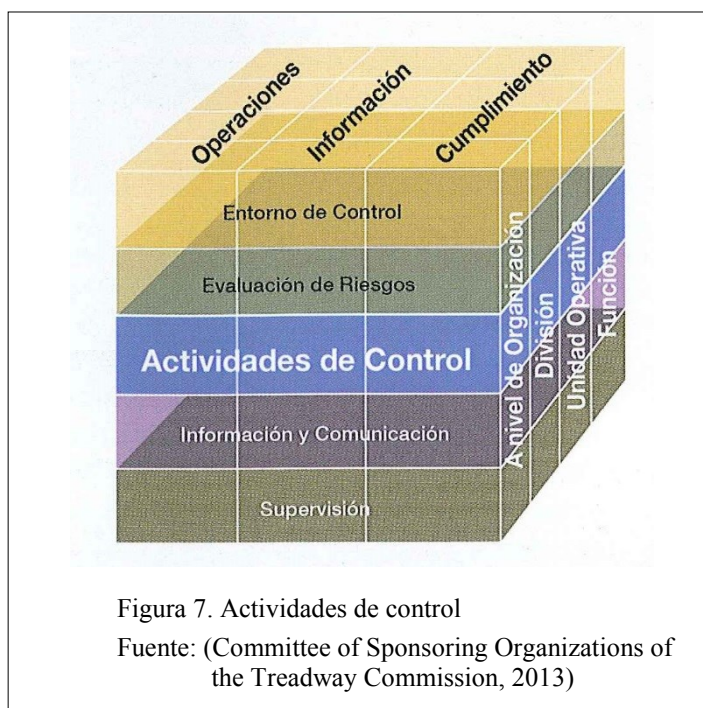 Operaciones
Información
Cumplimiento
Entorno de Control
Evaluación de Riesgos
Actividades de Control
Información y Comunicación
Supervisión
A nivel de Organización
División
Unidad Operativa
Función
Figura 7. Actividades de control
Fuente: (Committee of Sponsoring Organizations of
the Treadway Commission, 2013)